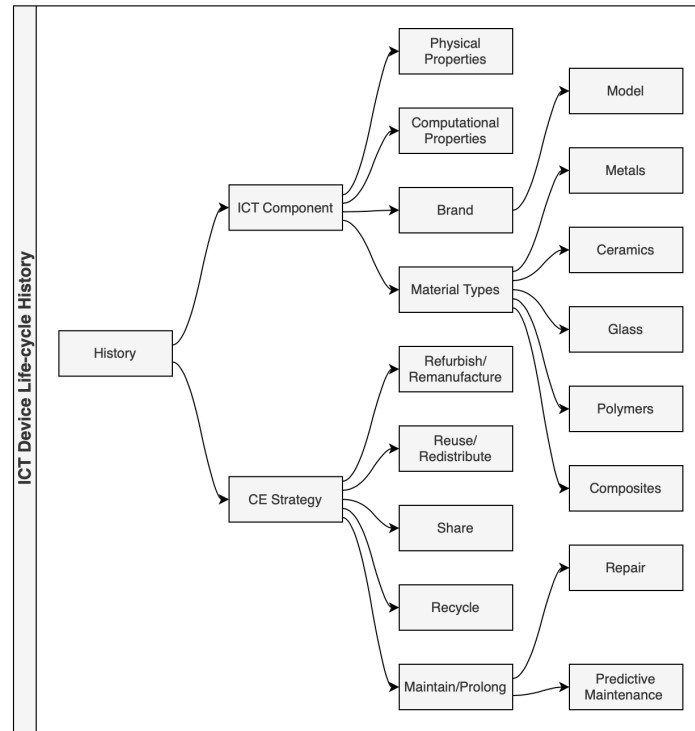 ICT Device Life-cycle History
History
ICT Component
CE Strategy
Physical
Properties
Computational
Properties
Brand
Material Types
Refurbish/
Remanufacture
Reuse/
Redistribute
Share
Recycle
Maintain/Prolong
Model
Metals
Ceramics
Glass
Polymers
Composites
Repair
Predictive
Maintenance